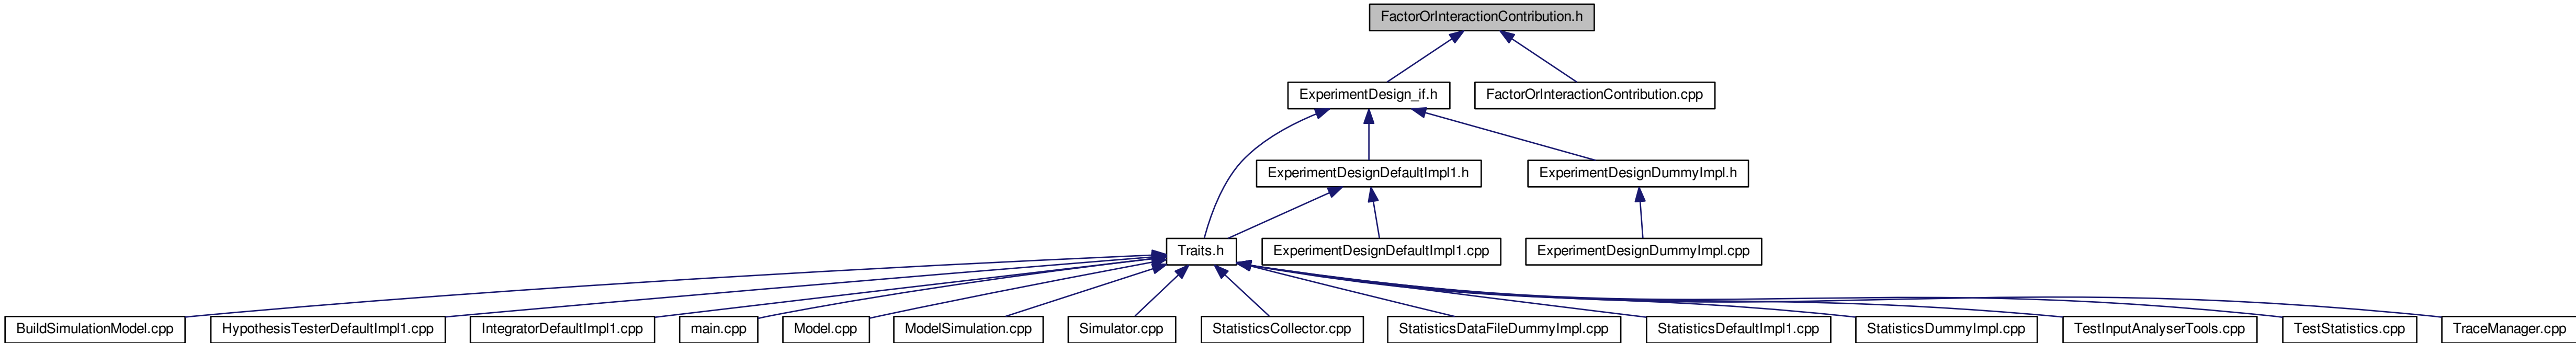 FactorOrInteractionContribution.h
ExperimentDesign_if.h
FactorOrInteractionContribution.cpp
ExperimentDesignDefaultImpl1.h
ExperimentDesignDummyImpl.h
Traits.h
ExperimentDesignDefaultImpl1.cpp
ExperimentDesignDummyImpl.cpp
BuildSimulationModel.cpp
HypothesisTesterDefaultImpl1.cpp
IntegratorDefaultImpl1.cpp
main.cpp
Model.cpp
ModelSimulation.cpp
Simulator.cpp
StatisticsCollector.cpp
StatisticsDataFileDummyImpl.cpp
StatisticsDefaultImpl1.cpp
StatisticsDummyImpl.cpp
TestInputAnalyserTools.cpp
TestStatistics.cpp
TraceManager.cpp